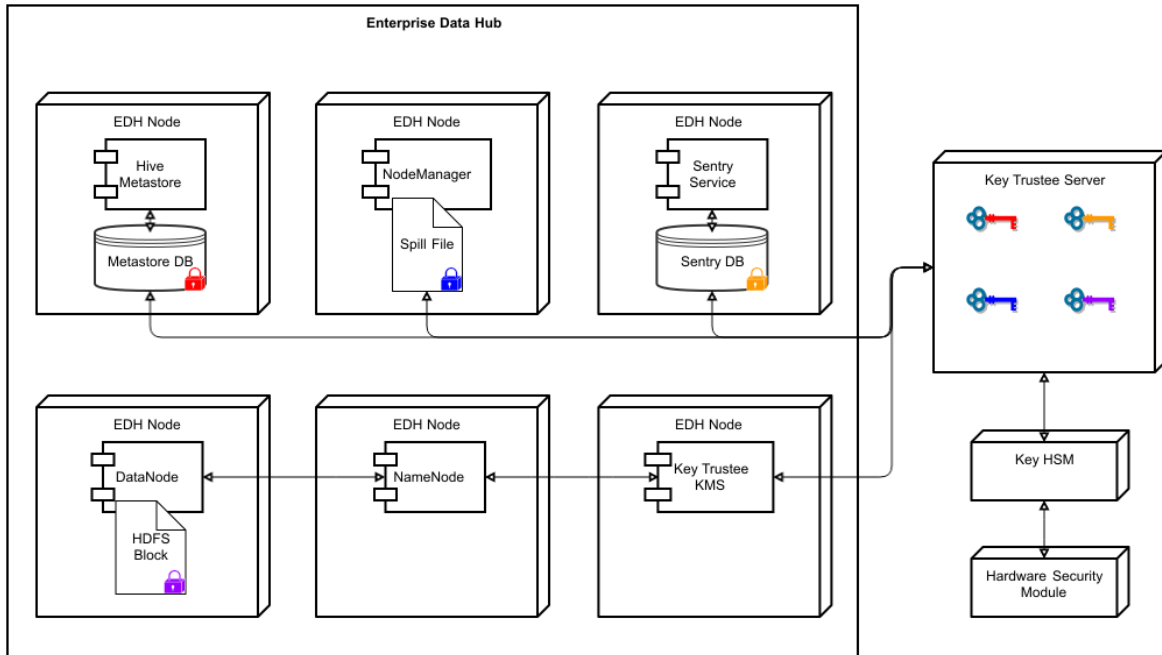 Enterprise Data Hub
EDH Node
Hive
Metastore
Metastore DB
EDH Node
NodeManager
Spill File
EDH Node
Sentry
Service
Sentry DB
Key Trustee Server
EDH Node
DataNode
HDFS
Block
EDH Node
NameNode
EDH Node
Key Trustee
KMS
Key HSM
Hardware Security
Module